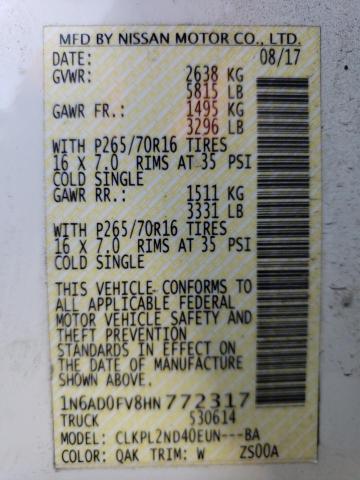 MFD BY NISSAN MOTOR CO., LTD.
DATE: 08/17
GVWR: 2638 KG
5815 LB
GAWR FR.: 1495 KG
3296 LB
WITH P265/70R16 TIRES
16 X 7.0 RIMS AT 35 PSI
COLD SINGLE
GAWR RR.: 1511 KG
3331 LB
WITH P265/70R16 TIRES
16 X 7.0 RIMS AT 35 PSI
COLD SINGLE
THIS VEHICLE CONFORMS TO
ALL APPLICABLE FEDERAL
MOTOR VEHICLE SAFETY AND
THEFT PREVENTION
STANDARDS IN EFFECT ON
THE DATE OF MANUFACTURE
SHOWN ABOVE.
1N6AD0FV8HN772317
TRUCK 530614
MODEL: CLKPL2ND40EUN---BA
COLOR: QAK TRIM: W ZS00A